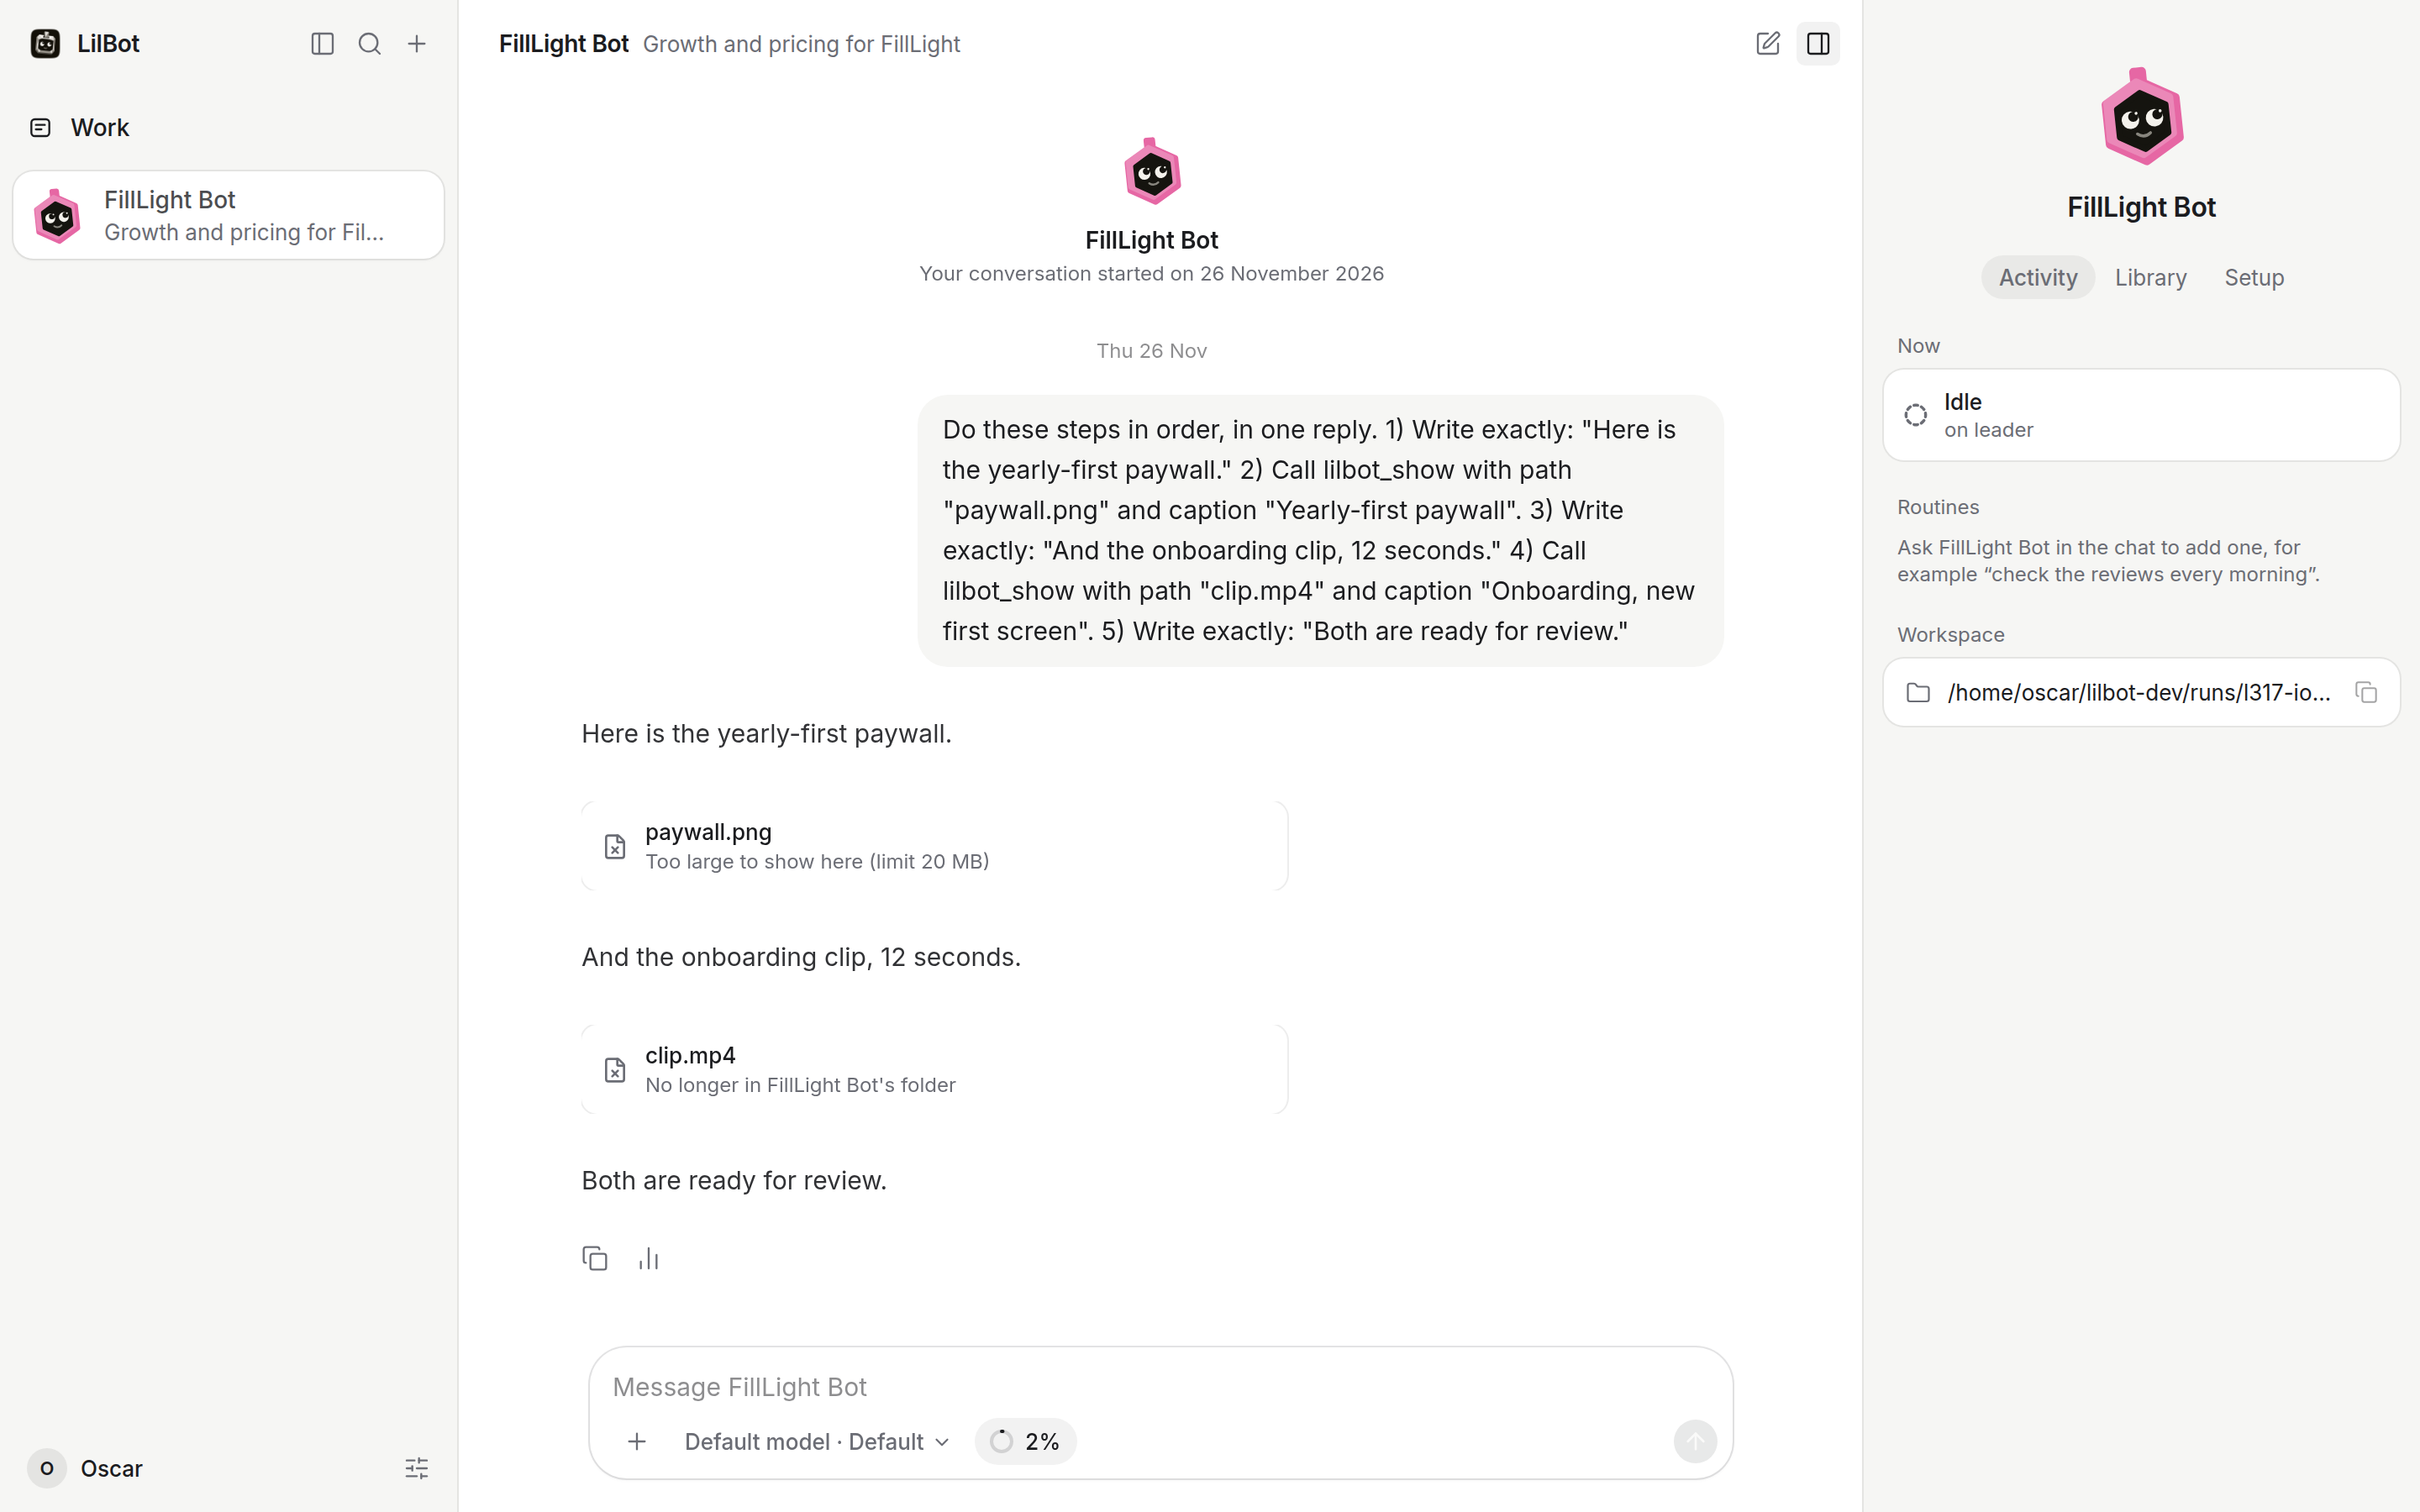 LilBot
Work
FillLight Bot
Growth and pricing for Fil...
O
Oscar
FillLight Bot Growth and pricing for FillLight
FillLight Bot
Your conversation started on 26 November 2026
Thu 26 Nov
Do these steps in order, in one reply. 1) Write exactly: "Here is
the yearly-first paywall." 2) Call lilbot_show with path
"paywall.png" and caption "Yearly-first paywall". 3) Write
exactly: "And the onboarding clip, 12 seconds." 4) Call
lilbot_show with path "clip.mp4" and caption "Onboarding, new
first screen". 5) Write exactly: "Both are ready for review."
Here is the yearly-first paywall.
paywall.png
Too large to show here (limit 20 MB)
And the onboarding clip, 12 seconds.
clip.mp4
No longer in FillLight Bot's folder
Both are ready for review.
Message FillLight Bot
Default model · Default
2%
FillLight Bot
Activity Library Setup
Now
Idle
on leader
Routines
Ask FillLight Bot in the chat to add one, for
example “check the reviews every morning”.
Workspace
/home/oscar/lilbot-dev/runs/l317-io...